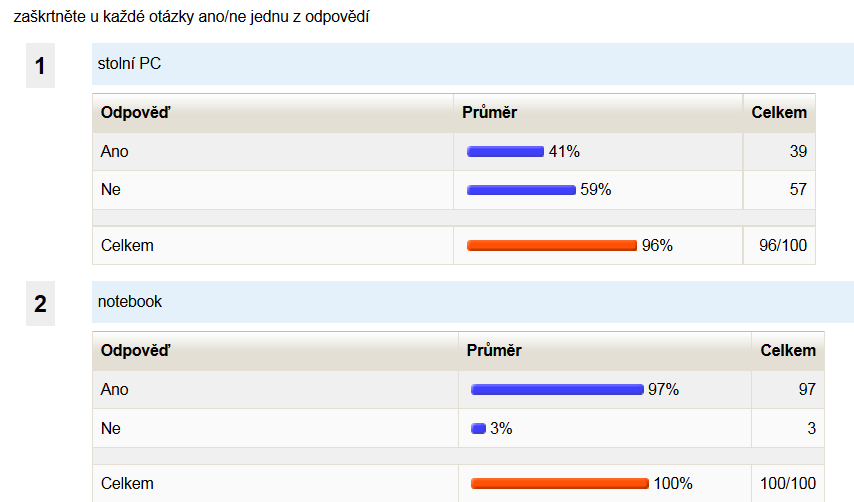 zaškrtněte u každé otázky ano/ne jednu z odpovědí
1
stolní PC
Odpověď Průměr Celkem
Ano 41% 39
Ne 59% 57
Celkem 96% 96/100
2
notebook
Odpověď Průměr Celkem
Ano 97% 97
Ne 3% 3
Celkem 100% 100/100